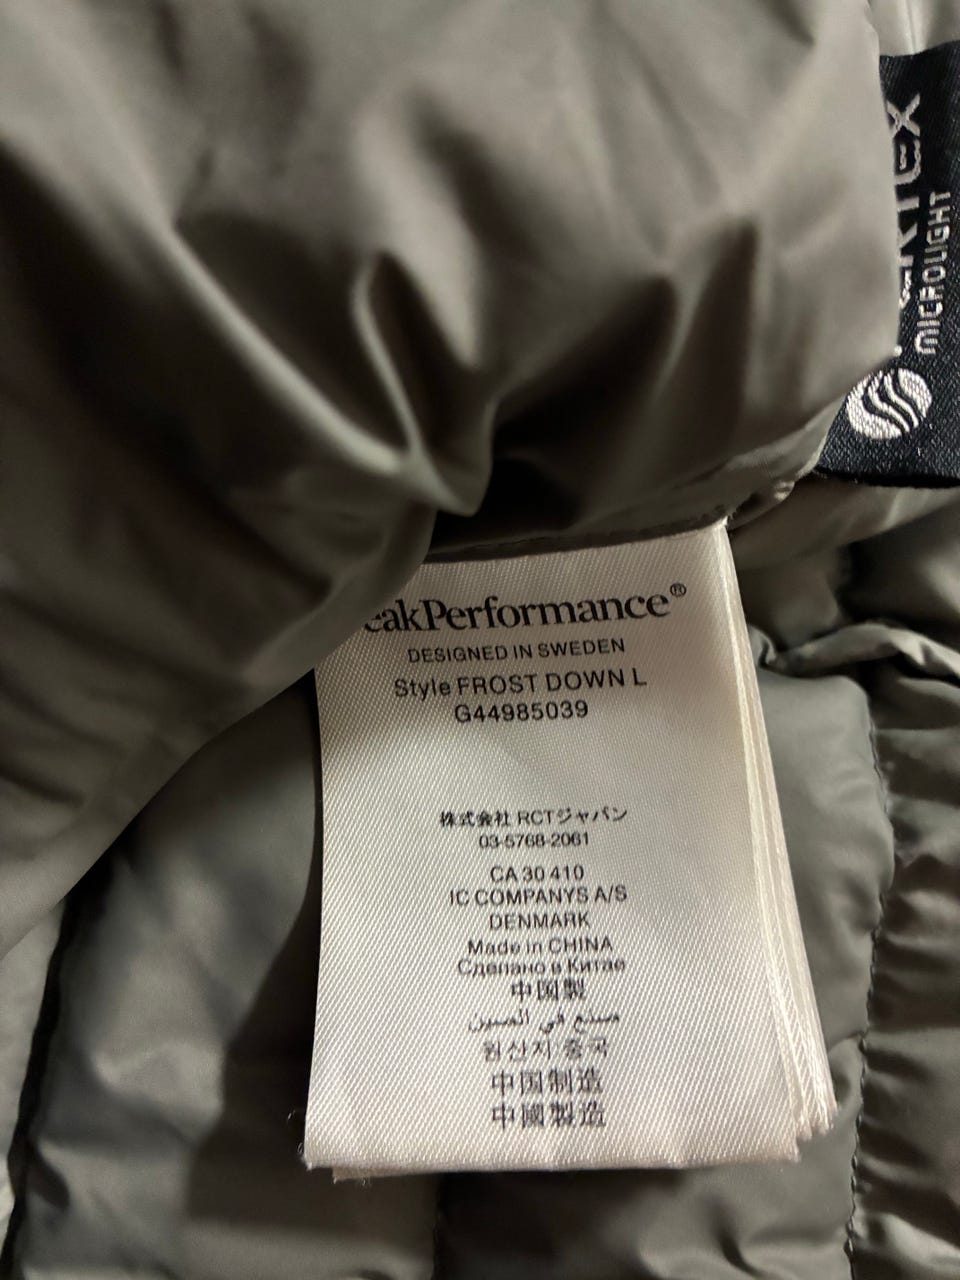 eakPerformance®
DESIGNED IN SWEDEN
Style FROST DOWN L
G44985039
株式会社 RCTジャパン
03-5768-2061
CA 30 410
IC COMPANYS A/S
DENMARK
Made in CHINA
Сделано в Китае
中国製
صنع في الصين
원산지 중국
中国制造
中國製造
MICROLIGHT